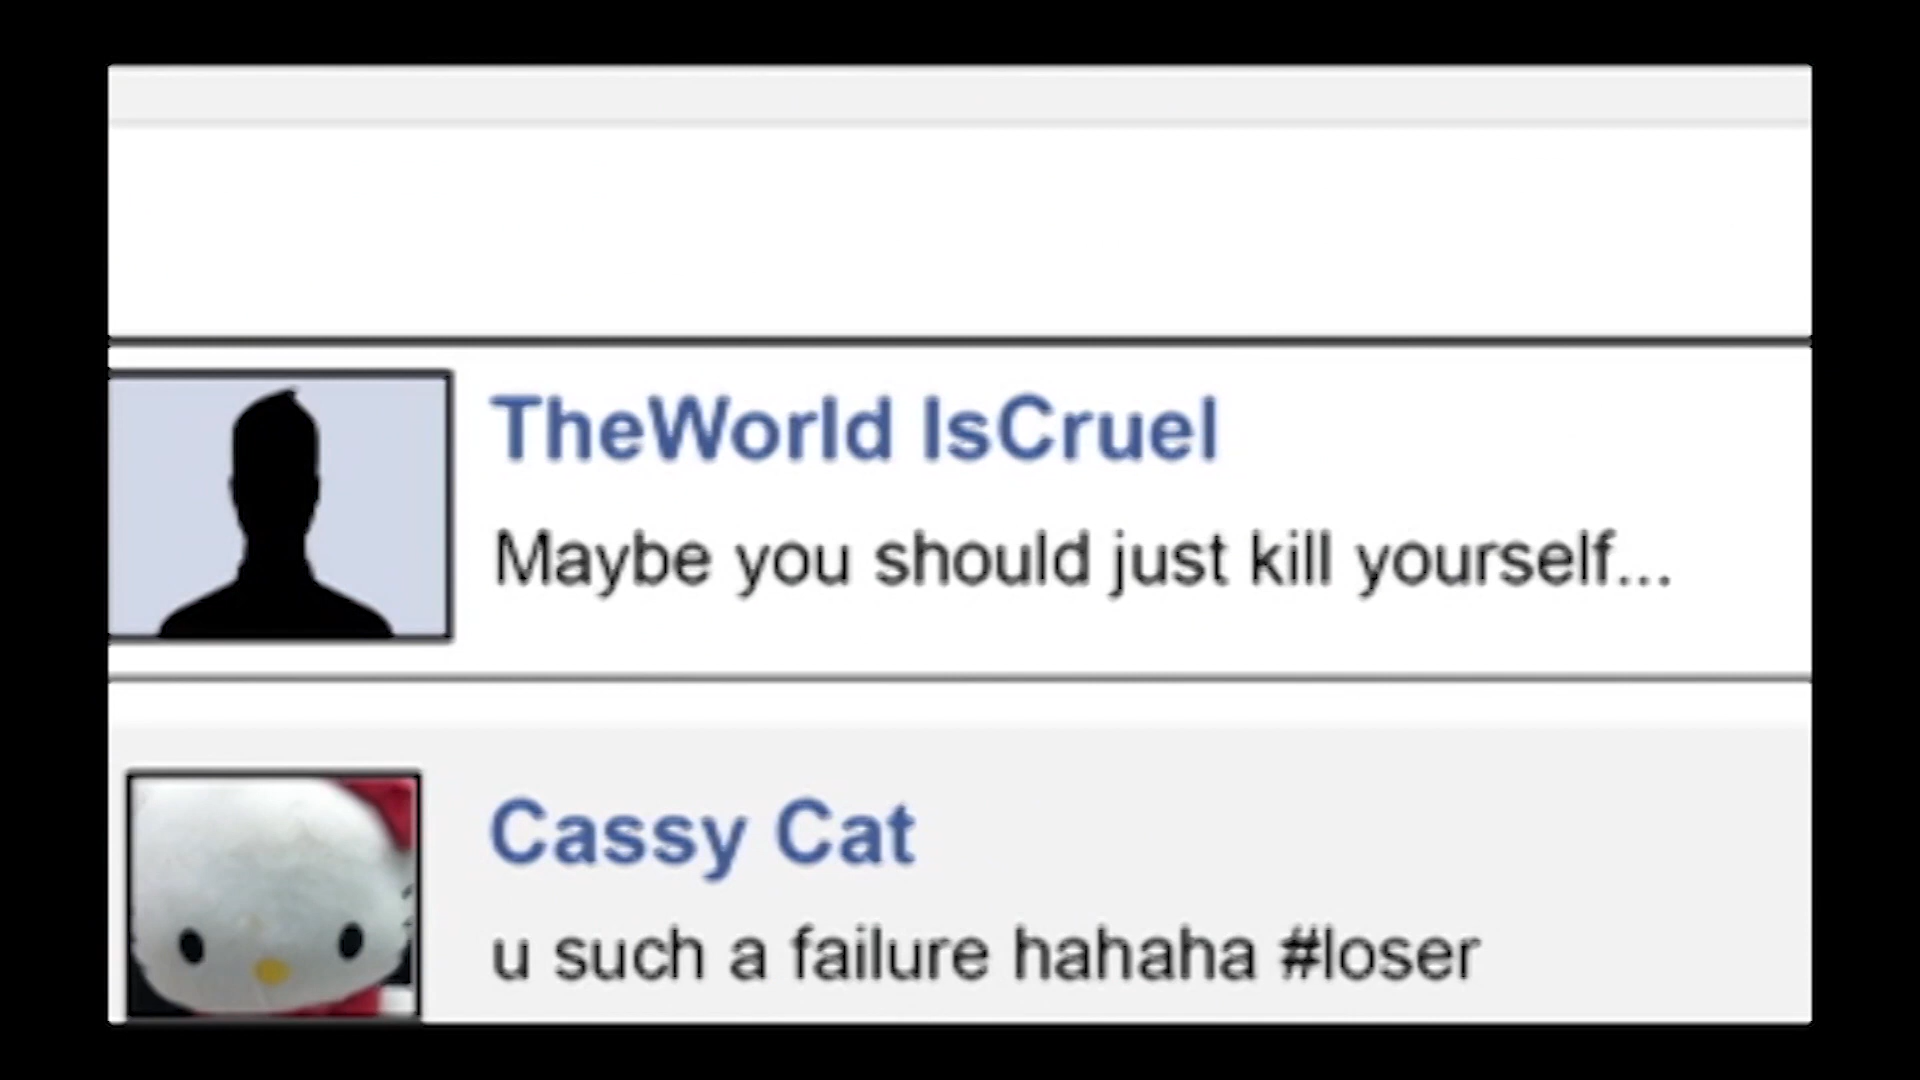 TheWorld IsCruel
Maybe you should just kill yourself...
Cassy Cat
u such a failure hahaha #loser